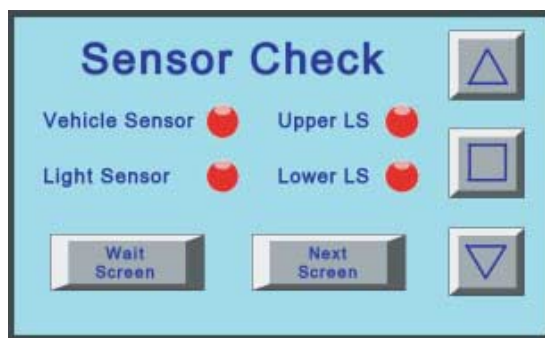 Sensor Check
Vehicle Sensor
Upper LS
Light Sensor
Lower LS
Wait
Screen
Next
Screen